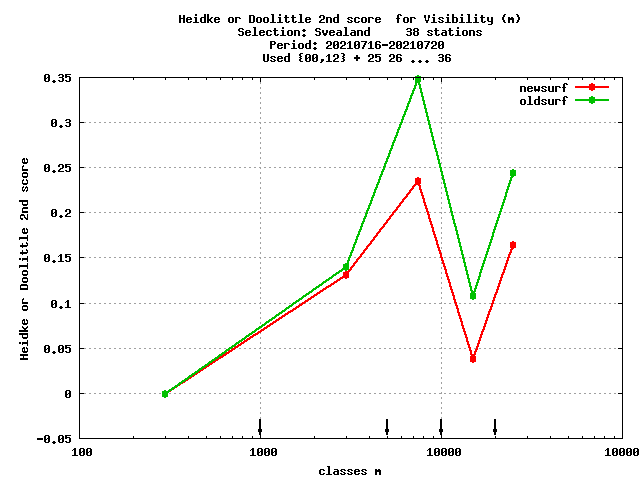 Heidke or Doolittle 2nd score  for Visibility (m)
Selection: Svealand     38 stations
Period: 20210716-20210720
Used {00,12} + 25 26 ... 36
newsurf
oldsurf
Heidke or Doolittle 2nd score
0.35
0.3
0.25
0.2
0.15
0.1
0.05
0
-0.05
100 1000 10000 10000
classes m